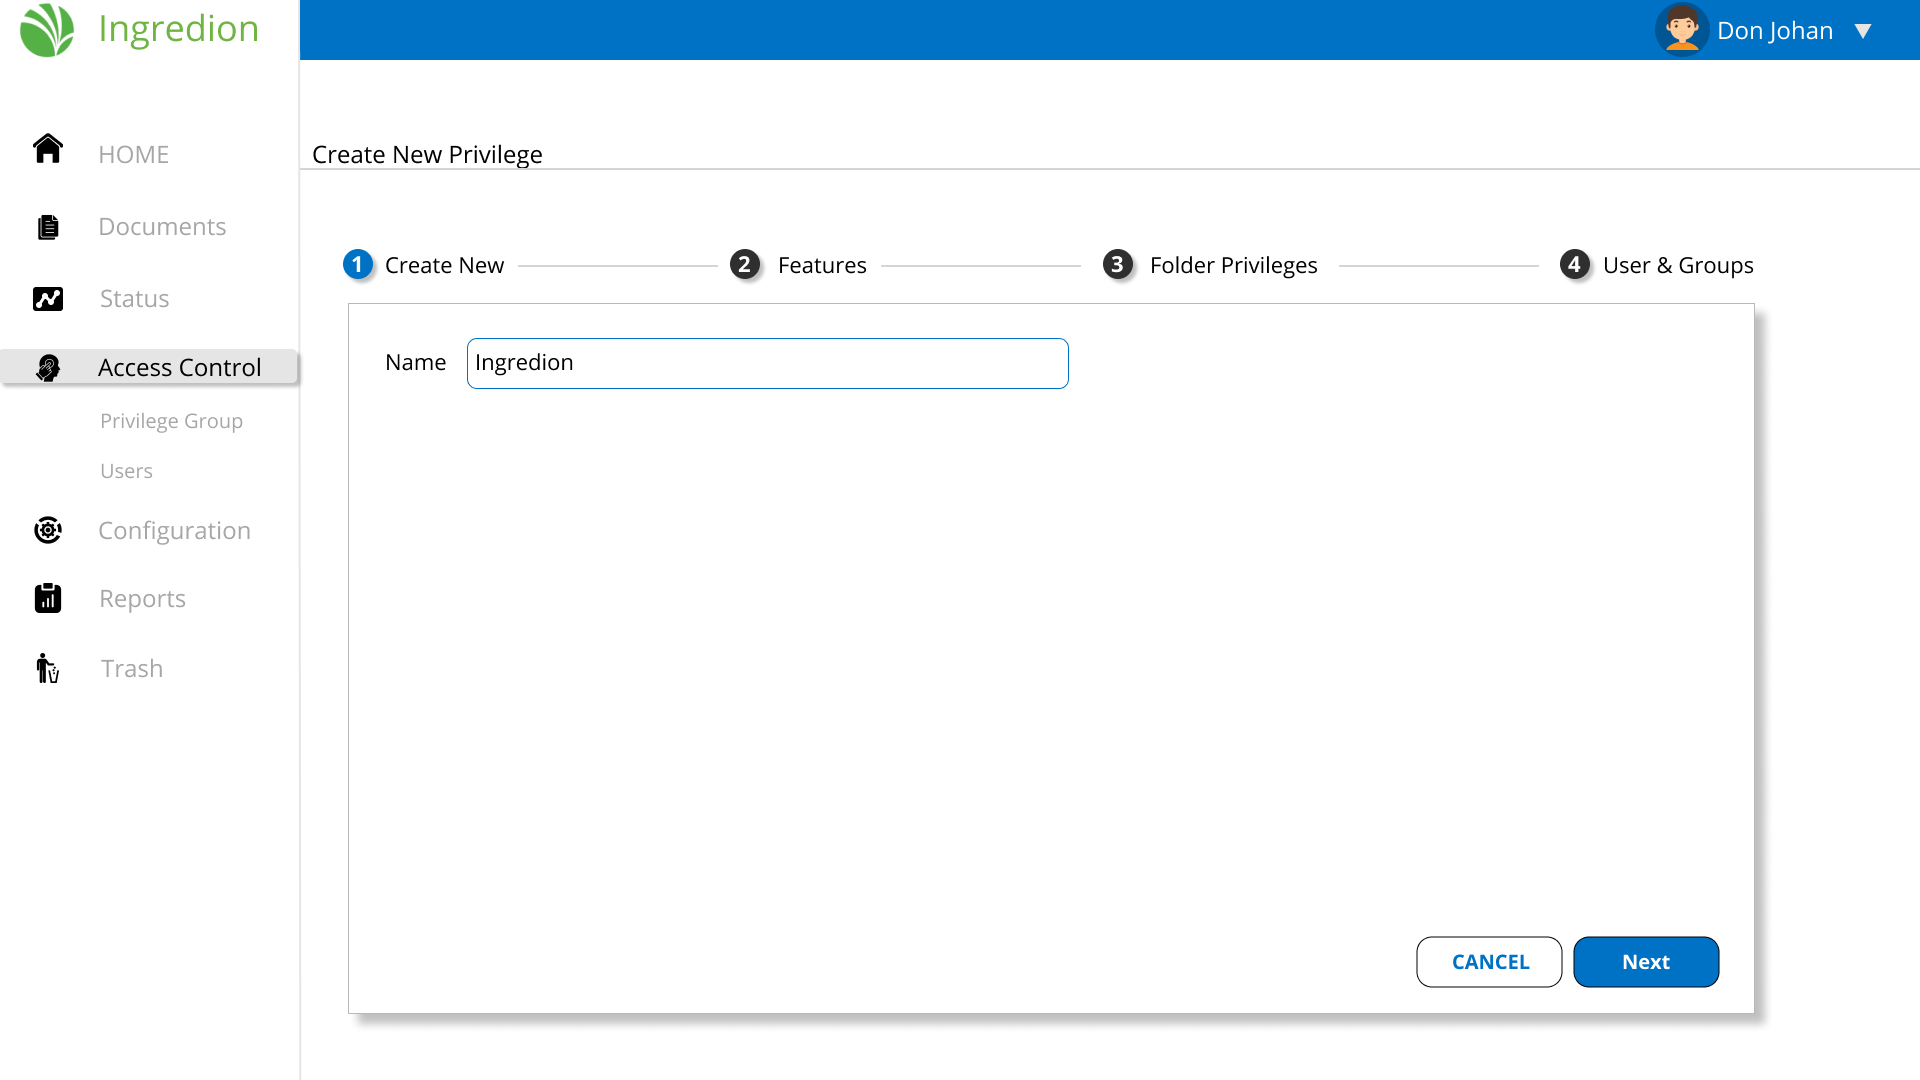 Ingredion
Don Johan ▼
HOME
Documents
Status
Access Control
Privilege Group
Users
Configuration
Reports
Trash
Create New Privilege
1 Create New
2 Features
3 Folder Privileges
4 User & Groups
Name Ingredion
CANCEL Next